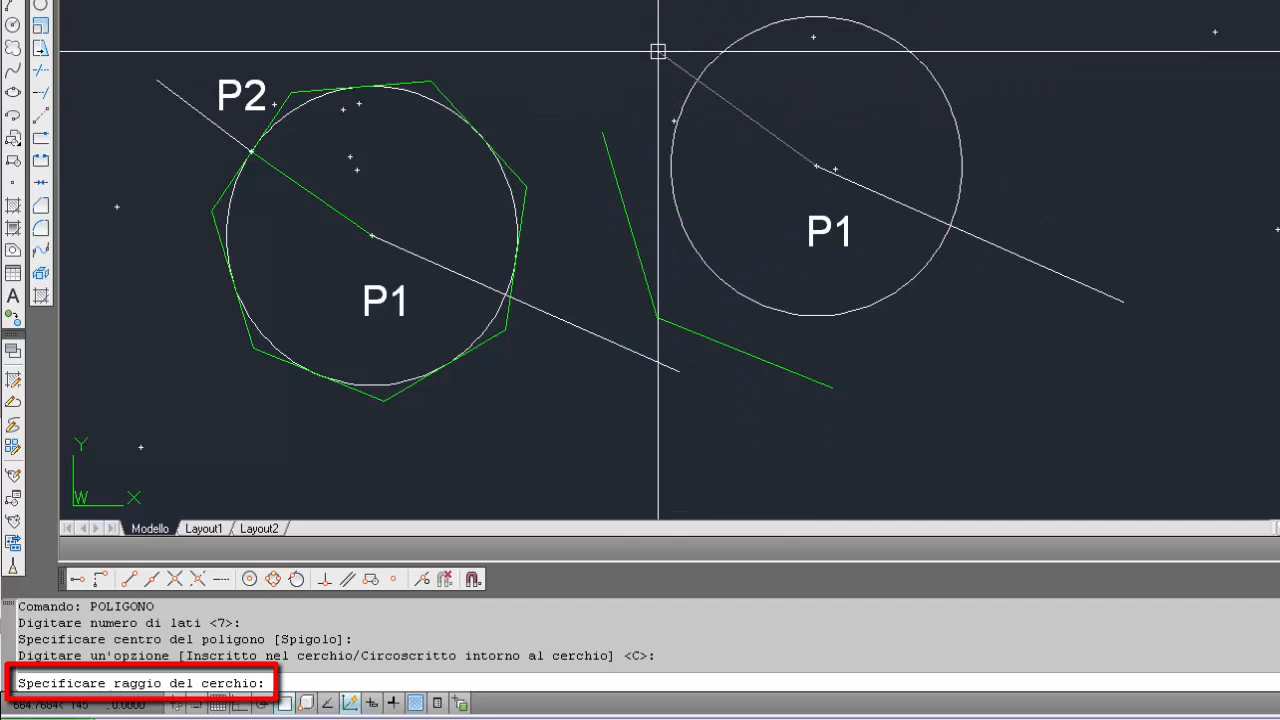 P2
P1
P1
Y
W X
A
Modello Layout1 Layout2
Comando: POLIGONO
Digitare numero di lati <7>:
Specificare centro del poligono [Spigolo]:
Digitare un'opzione [Inscritto nel cerchio/Circoscritto intorno al cerchio] <C>:
Specificare raggio del cerchio: